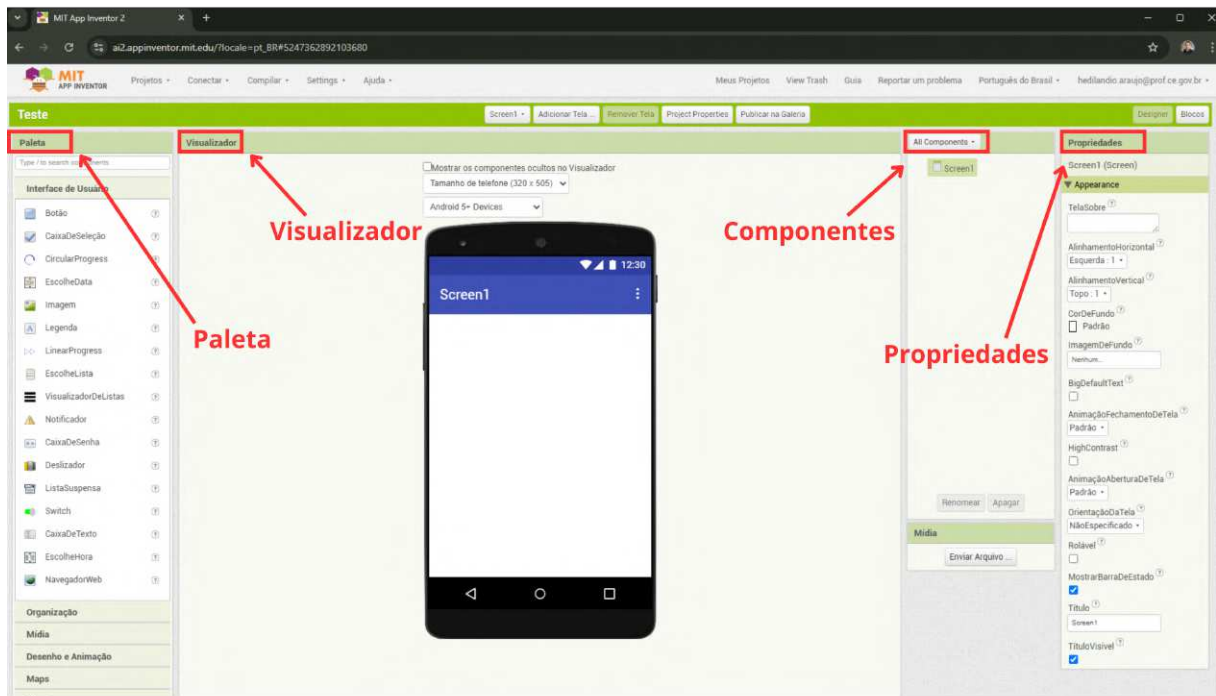 MIT App Inventor 2
ai2.appinventor.mit.edu/?locale=pt_BR#5247362892103680
MIT
APP INVENTOR
Projetos
Conectar
Compilar
Settings
Ajuda
Meus Projetos
View Trash
Guia
Reportar um problema
Português do Brasil
hedilandio.araujo@prof.ce.gov.br
Teste
Screen1
Adicionar Tela ...
Remover Tela
Project Properties
Publicar na Galeria
Designer
Blocos
Paleta
Type / to search components
Interface de Usuário
Botão
CaixaDeSeleção
CircularProgress
EscolheData
Imagem
Legenda
LinearProgress
EscolheLista
VisualizadorDeListas
Notificador
CaixaDeSenha
Deslizador
ListaSuspensa
Switch
CaixaDeTexto
EscolheHora
NavegadorWeb
Organização
Mídia
Desenho e Animação
Maps
Paleta
Visualizador
Mostrar os componentes ocultos no Visualizador
Tamanho de telefone (320 x 505)
Android 5+ Devices
Visualizador
12:30
Screen1
All Components
Screen1
Componentes
Renomear
Apagar
Mídia
Enviar Arquivo ...
Propriedades
Propriedades
Screen1 (Screen)
Appearance
TelaSobre
AlinhamentoHorizontal
Esquerda : 1
AlinhamentoVertical
Topo : 1
CorDeFundo
Padrão
ImagemDeFundo
Nenhum...
BigDefaultText
AnimaçãoFechamentoDeTela
Padrão
HighContrast
AnimaçãoAberturaDeTela
Padrão
OrientaçãoDaTela
NãoEspecificado
Rolável
MostrarBarraDeEstado
Título
Screen1
TítuloVisível